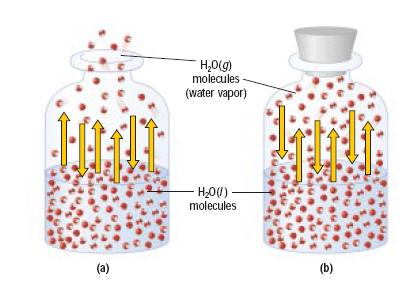 H₂O(g)
molecules
(water vapor)
H₂O(l)
molecules
(a)
(b)